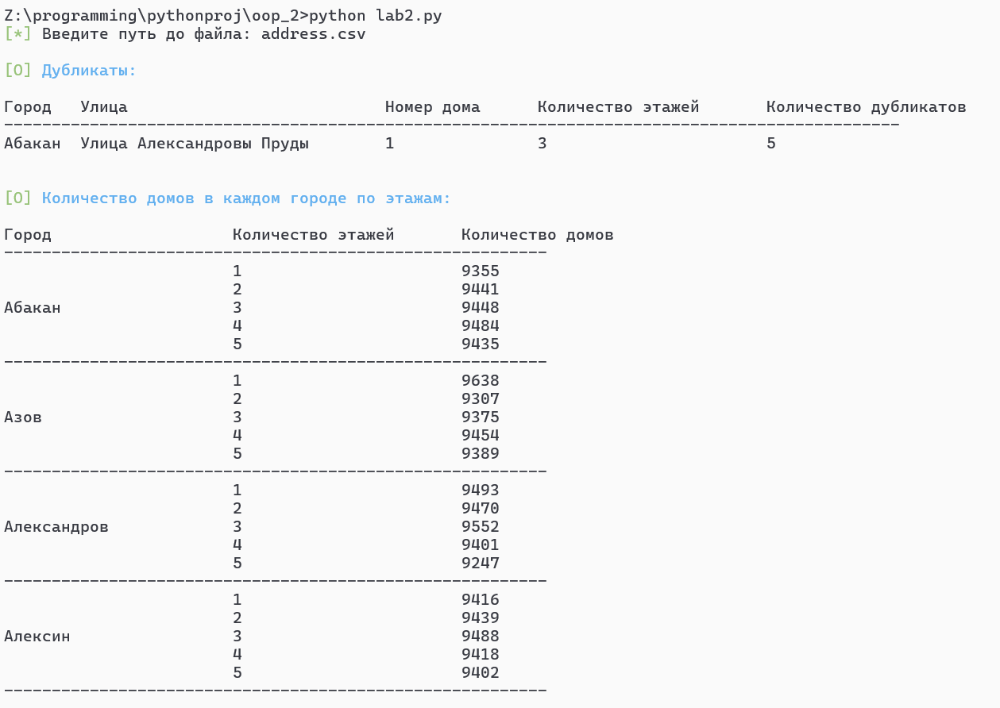 Z:\programming\pythonproj\oop_2>python lab2.py
[*] Введите путь до файла: address.csv
[O] Дубликаты:
Город   Улица                           Номер дома      Количество этажей       Количество дубликатов
----------------------------------------------------------------------------------------------
Абакан  Улица Александровы Пруды        1               3                       5
[O] Количество домов в каждом городе по этажам:
Город                   Количество этажей       Количество домов
---------------------------------------------------------
                        1                       9355
                        2                       9441
Абакан                  3                       9448
                        4                       9484
                        5                       9435
---------------------------------------------------------
                        1                       9638
                        2                       9307
Азов                    3                       9375
                        4                       9454
                        5                       9389
---------------------------------------------------------
                        1                       9493
                        2                       9470
Александров             3                       9552
                        4                       9401
                        5                       9247
---------------------------------------------------------
                        1                       9416
                        2                       9439
Алексин                 3                       9488
                        4                       9418
                        5                       9402
---------------------------------------------------------